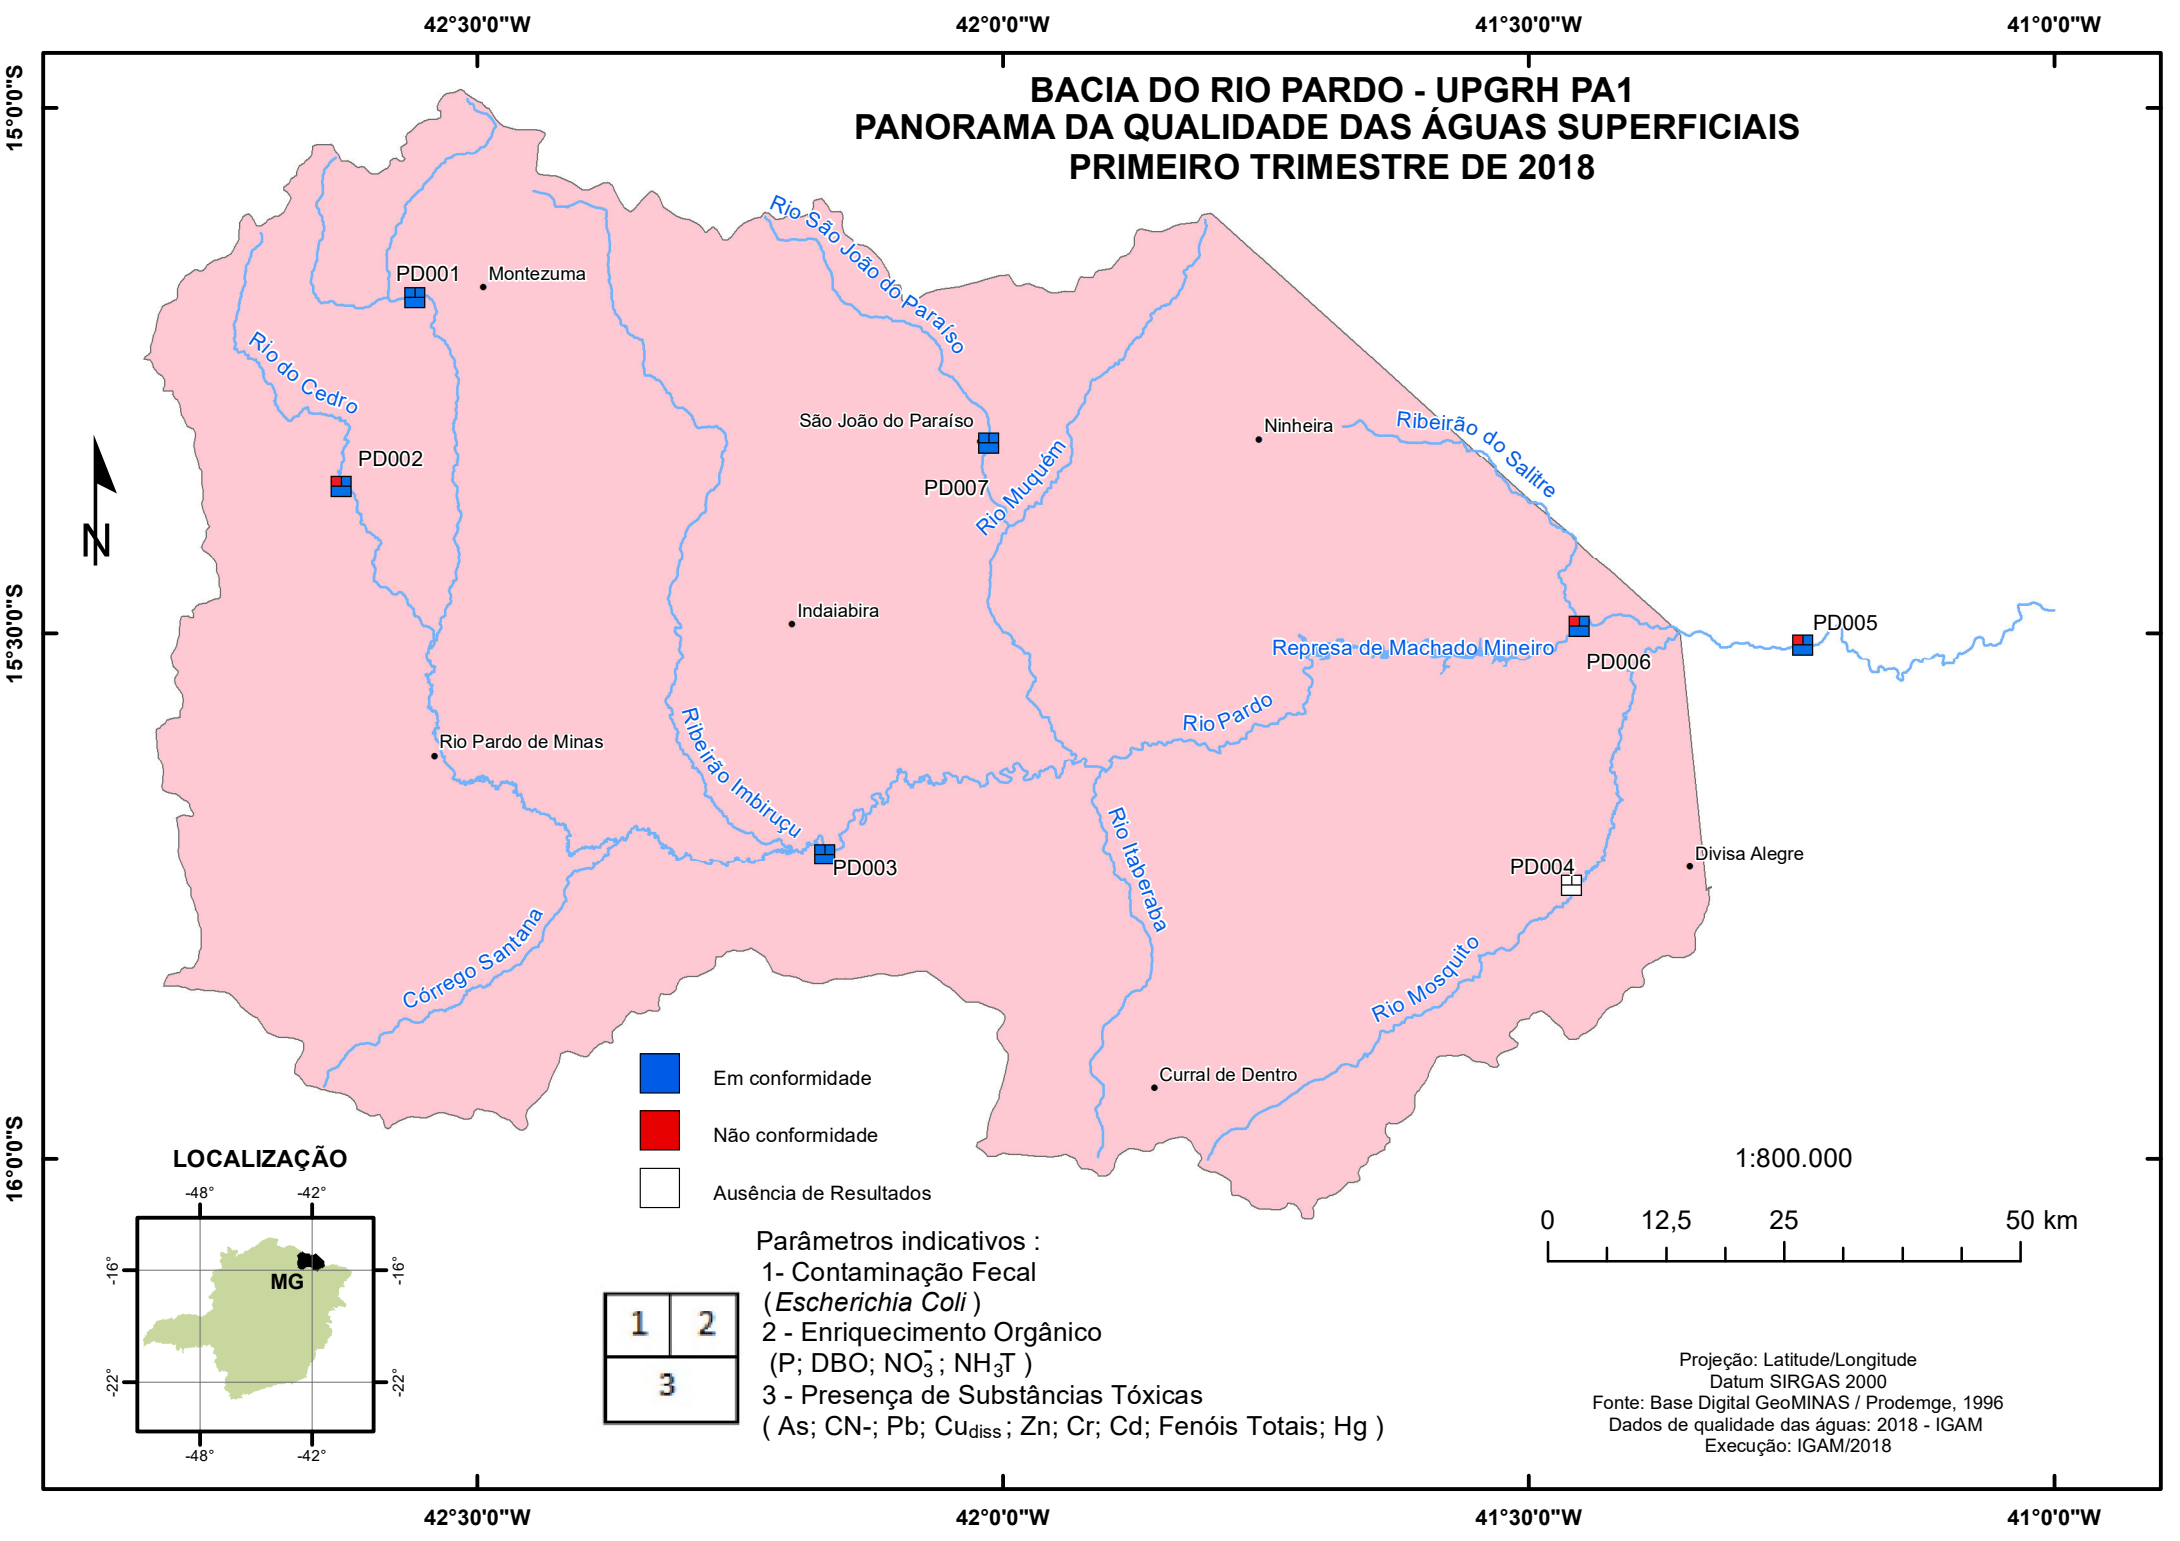 42°30'0"W
42°0'0"W
41°30'0"W
41°0'0"W
BACIA DO RIO PARDO - UPGRH PA1
PANORAMA DA QUALIDADE DAS ÁGUAS SUPERFICIAIS
PRIMEIRO TRIMESTRE DE 2018
15°0'0"S
15°30'0"S
16°0'0"S
Rio São João do Paraíso
PD001
Montezuma
Rio do Cedro
São João do Paraíso
Ninheira
Ribeirão do Salitre
PD002
PD007
Rio Muquém
N
Indaiabira
PD005
Represa de Machado Mineiro
PD006
Rio Pardo
Rio Pardo de Minas
Ribeirão Imbiruçu
PD003
Rio Itaberaba
PD004
Divisa Alegre
Córrego Santana
Rio Mosquito
Curral de Dentro
Em conformidade
Não conformidade
Ausência de Resultados
LOCALIZAÇÃO
-48°
-42°
-16°
-16°
MG
-22°
-22°
-48°
-42°
Parâmetros indicativos :
1- Contaminação Fecal
(Escherichia Coli )
2 - Enriquecimento Orgânico
(P; DBO; NO₃⁻; NH₃T )
3 - Presença de Substâncias Tóxicas
( As; CN-; Pb; Cudiss ; Zn; Cr; Cd; Fenóis Totais; Hg )
1
2
3
1:800.000
0 12,5 25 50 km
Projeção: Latitude/Longitude
Datum SIRGAS 2000
Fonte: Base Digital GeoMINAS / Prodemge, 1996
Dados de qualidade das águas: 2018 - IGAM
Execução: IGAM/2018
42°30'0"W
42°0'0"W
41°30'0"W
41°0'0"W